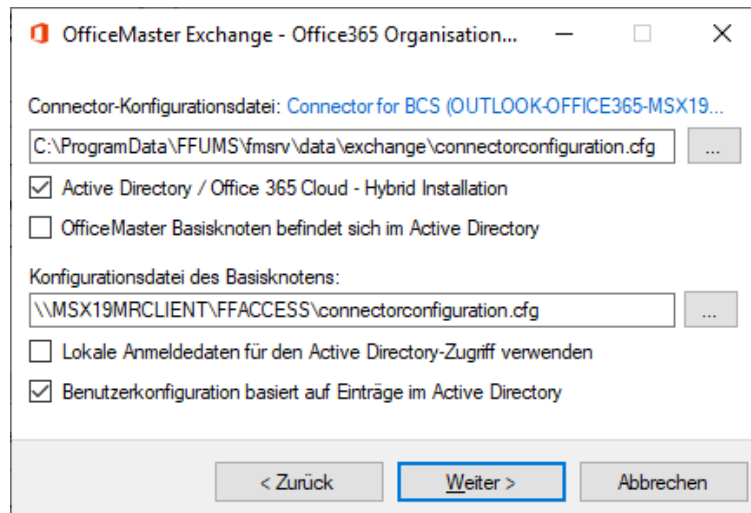 OfficeMaster Exchange - Office365 Organisation...
Connector-Konfigurationsdatei: Connector for BCS (OUTLOOK-OFFICE365-MSX19...
C:\ProgramData\FFUMS\fmsrv\data\exchange\connectorconfiguration.cfg
...
Active Directory / Office 365 Cloud - Hybrid Installation
OfficeMaster Basisknoten befindet sich im Active Directory
Konfigurationsdatei des Basisknotens:
\\MSX19MRCLIENT\FFACCESS\connectorconfiguration.cfg
...
Lokale Anmeldedaten für den Active Directory-Zugriff verwenden
Benutzerkonfiguration basiert auf Einträge im Active Directory
< Zurück Weiter > Abbrechen